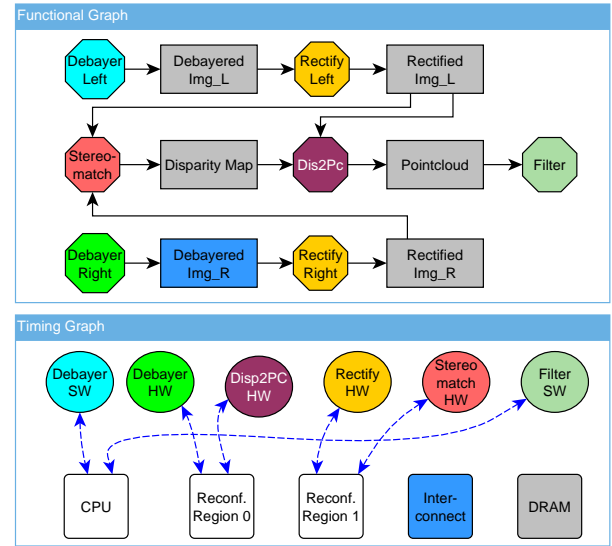 Functional Graph
Debayer
Left
Debayered
Img_L
Rectify
Left
Rectified
Img_L
Stereo-
match
Disparity Map
Dis2Pc
Pointcloud
Filter
Debayer
Right
Debayered
Img_R
Rectify
Right
Rectified
Img_R
Timing Graph
Debayer
SW
Debayer
HW
Disp2PC
HW
Rectify
HW
Stereo
match
HW
Filter
SW
CPU
Reconf.
Region 0
Reconf.
Region 1
Inter-
connect
DRAM